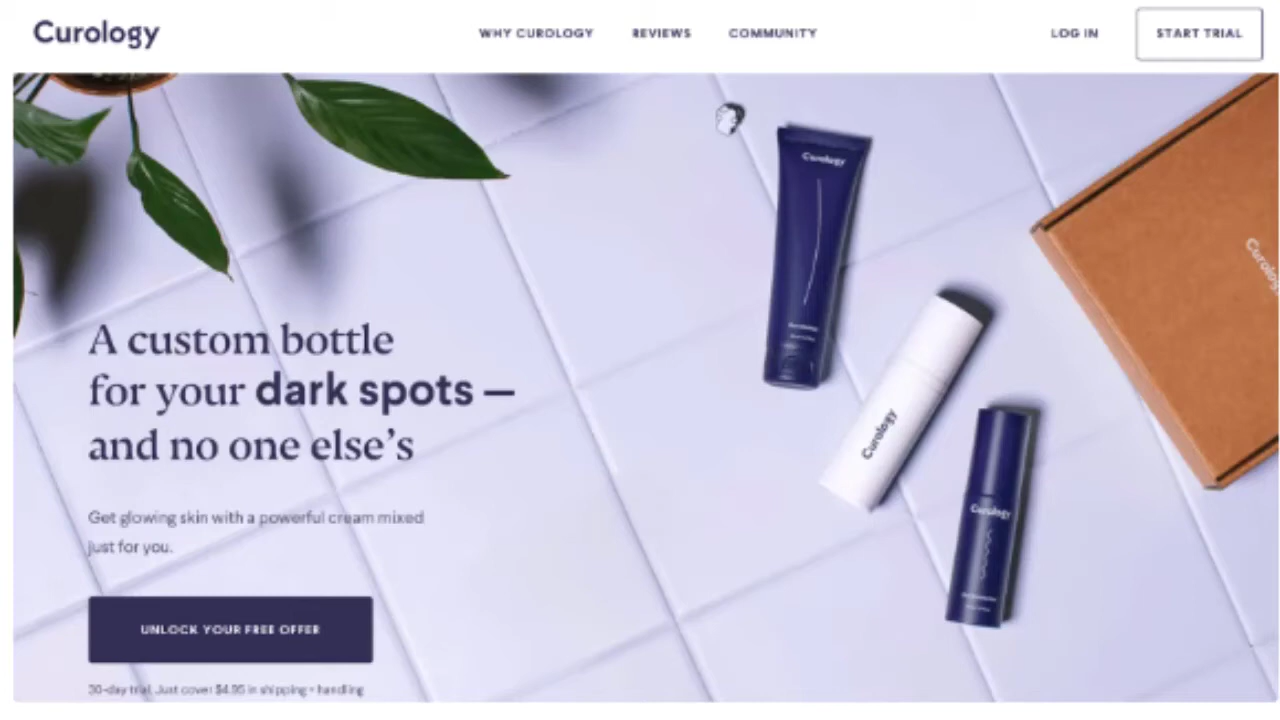 Curology
WHY CUROLOGY
REVIEWS
COMMUNITY
LOG IN
START TRIAL
Curology
Curology
Curology
Curology
A custom bottle
for your dark spots —
and no one else’s
Get glowing skin with a powerful cream mixed
just for you.
UNLOCK YOUR FREE OFFER
30-day trial. Just cover $4.95 in shipping + handling